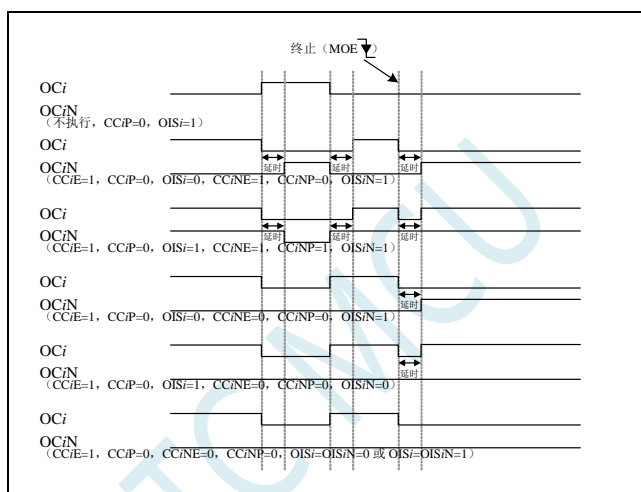 终止（MOE）
OCi
OCiN
（不执行，CCiP=0，OISi=1）
OCi
延时 延时 延时
OCiN
（CCiE=1，CCiP=0，OISi=0，CCiNE=1，CCiNP=0，OISiN=1）
OCi
OCiN
延时 延时 延时
（CCiE=1，CCiP=0，OISi=1，CCiNE=1，CCiNP=1，OISiN=1）
OCi
OCiN
延时
（CCiE=1，CCiP=0，OISi=0，CCiNE=0，CCiNP=0，OISiN=1）
OCi
OCiN
延时
（CCiE=1，CCiP=0，OISi=1，CCiNE=0，CCiNP=0，OISiN=0）
OCi
OCiN
（CCiE=1，CCiP=0，CCiNE=0，CCiNP=0，OISi=OISiN=0 或 OISi=OISiN=1）
TC MCU